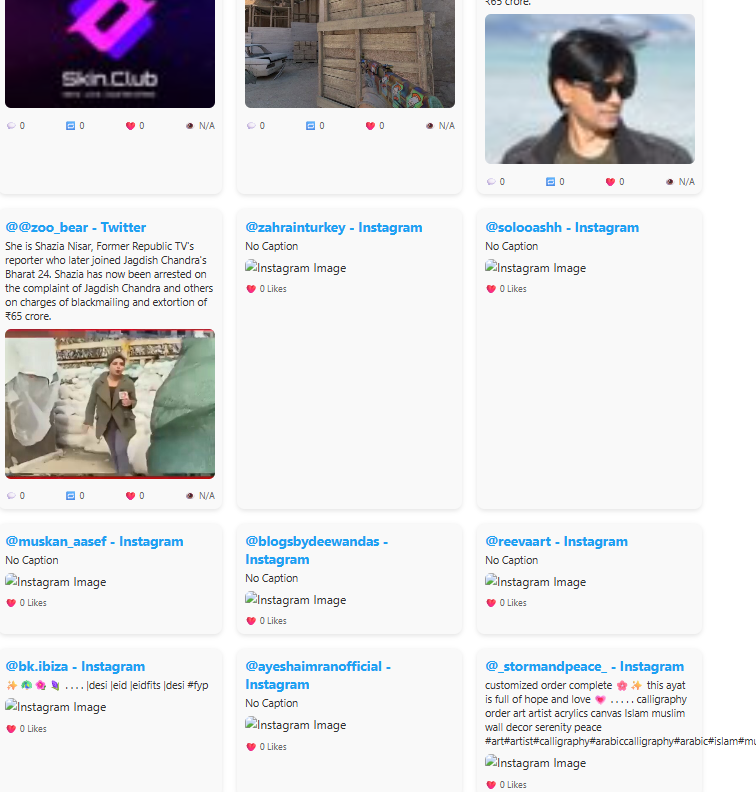 ₹65 crore.
Skin.Club
0 0 0 N/A
0 0 0 N/A
0 0 0 N/A
@@zoo_bear - Twitter
She is Shazia Nisar, Former Republic TV's
reporter who later joined Jagdish Chandra's
Bharat 24. Shazia has now been arrested on
the complaint of Jagdish Chandra and others
on charges of blackmailing and extortion of
₹65 crore.
0 0 0 N/A
@zahrainturkey - Instagram
No Caption
Instagram Image
0 Likes
@solooashh - Instagram
No Caption
Instagram Image
0 Likes
@muskan_aasef - Instagram
No Caption
Instagram Image
0 Likes
@blogsbydeewandas -
Instagram
No Caption
Instagram Image
0 Likes
@reevaart - Instagram
No Caption
Instagram Image
0 Likes
@bk.ibiza - Instagram
✨ 🦚 🌺 🔮 . . . . |desi |eid |eidfits |desi #fyp
Instagram Image
0 Likes
@ayeshaimranofficial -
Instagram
No Caption
Instagram Image
0 Likes
@_stormandpeace_ - Instagram
customized order complete 🌸 ✨ this ayat
is full of hope and love 💗 . . . . . calligraphy
order art artist acrylics canvas Islam muslim
wall decor serenity peace
#art#artist#calligraphy#arabiccalligraphy#arabic#islam#mu
Instagram Image
0 Likes